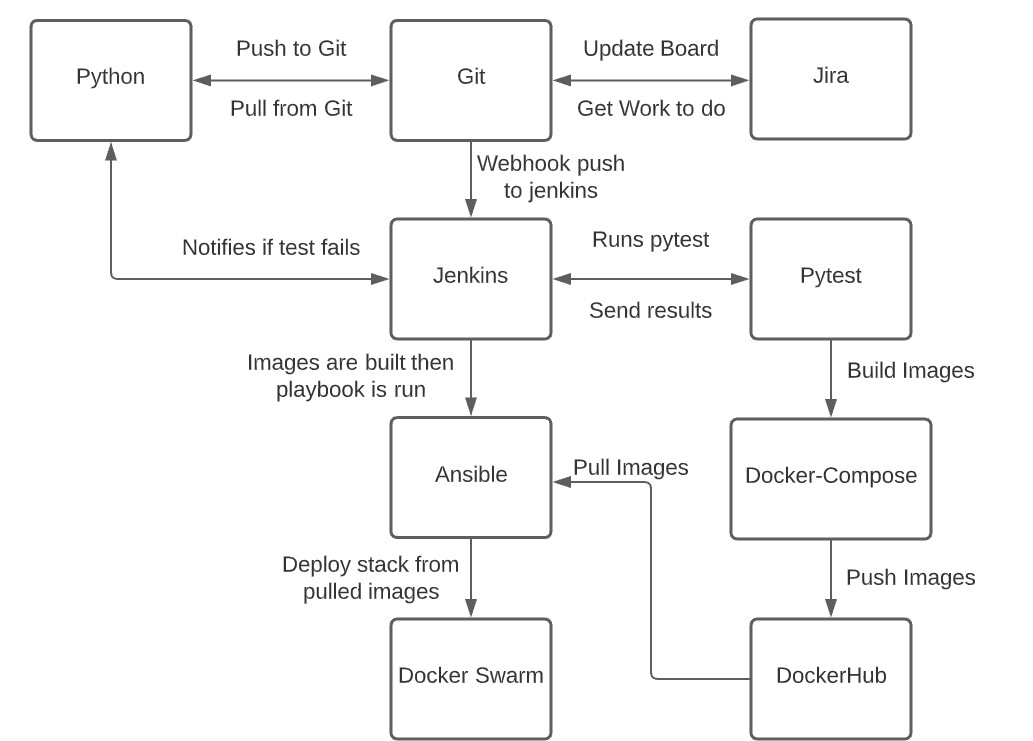 Python
Push to Git
Pull from Git
Git
Update Board
Get Work to do
Jira
Webhook push
to jenkins
Notifies if test fails
Jenkins
Runs pytest
Send results
Pytest
Images are built then
playbook is run
Build Images
Ansible
Pull Images
Docker-Compose
Deploy stack from
pulled images
Push Images
Docker Swarm
DockerHub